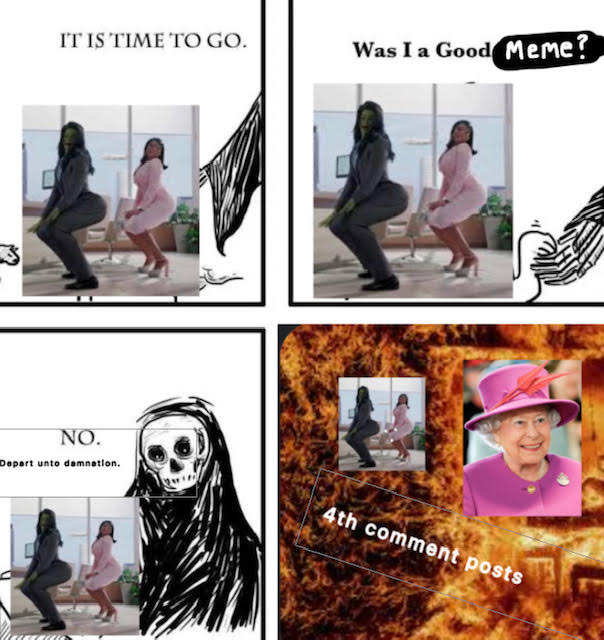 IT IS TIME TO GO.
Was I a Good Meme?
NO.
Depart unto damnation.
4th comment posts